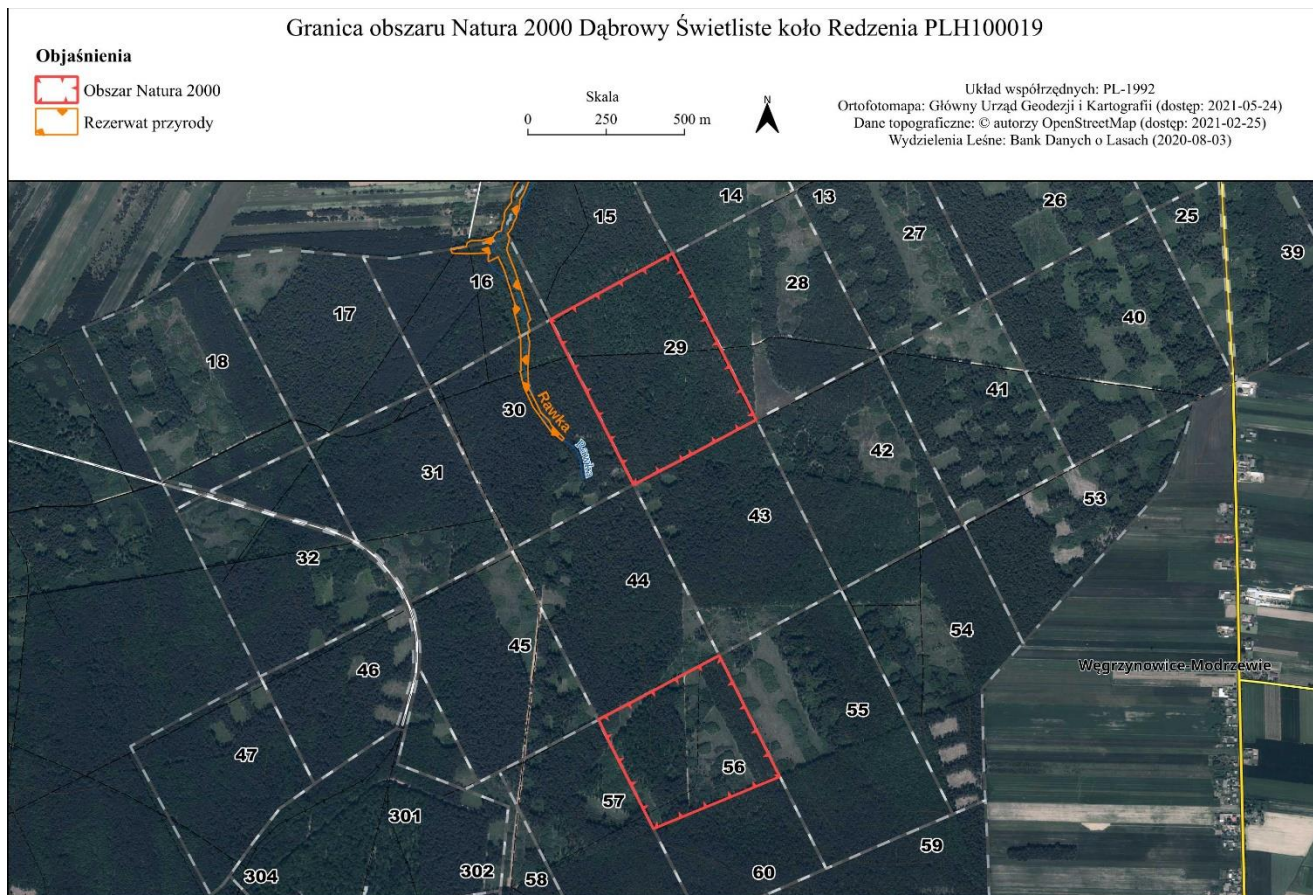 Granica obszaru Natura 2000 Dąbrowy Świetliste koło Redzenia PLH100019
Objaśnienia
Obszar Natura 2000
Rezerwat przyrody
Skala
0 250 500 m
N
Układ współrzędnych: PL-1992
Ortofotomapa: Główny Urząd Geodezji i Kartografii (dostęp: 2021-05-24)
Dane topograficzne: © autorzy OpenStreetMap (dostęp: 2021-02-25)
Wydzielenia Leśne: Bank Danych o Lasach (2020-08-03)
15
14
13
26
25
27
39
16
28
17
40
18
29
41
30
Rawka
Rawka
42
31
53
43
32
44
45
54
46
Węgrzynowice-Modrzewie
55
47
56
57
301
59
60
302
58
304